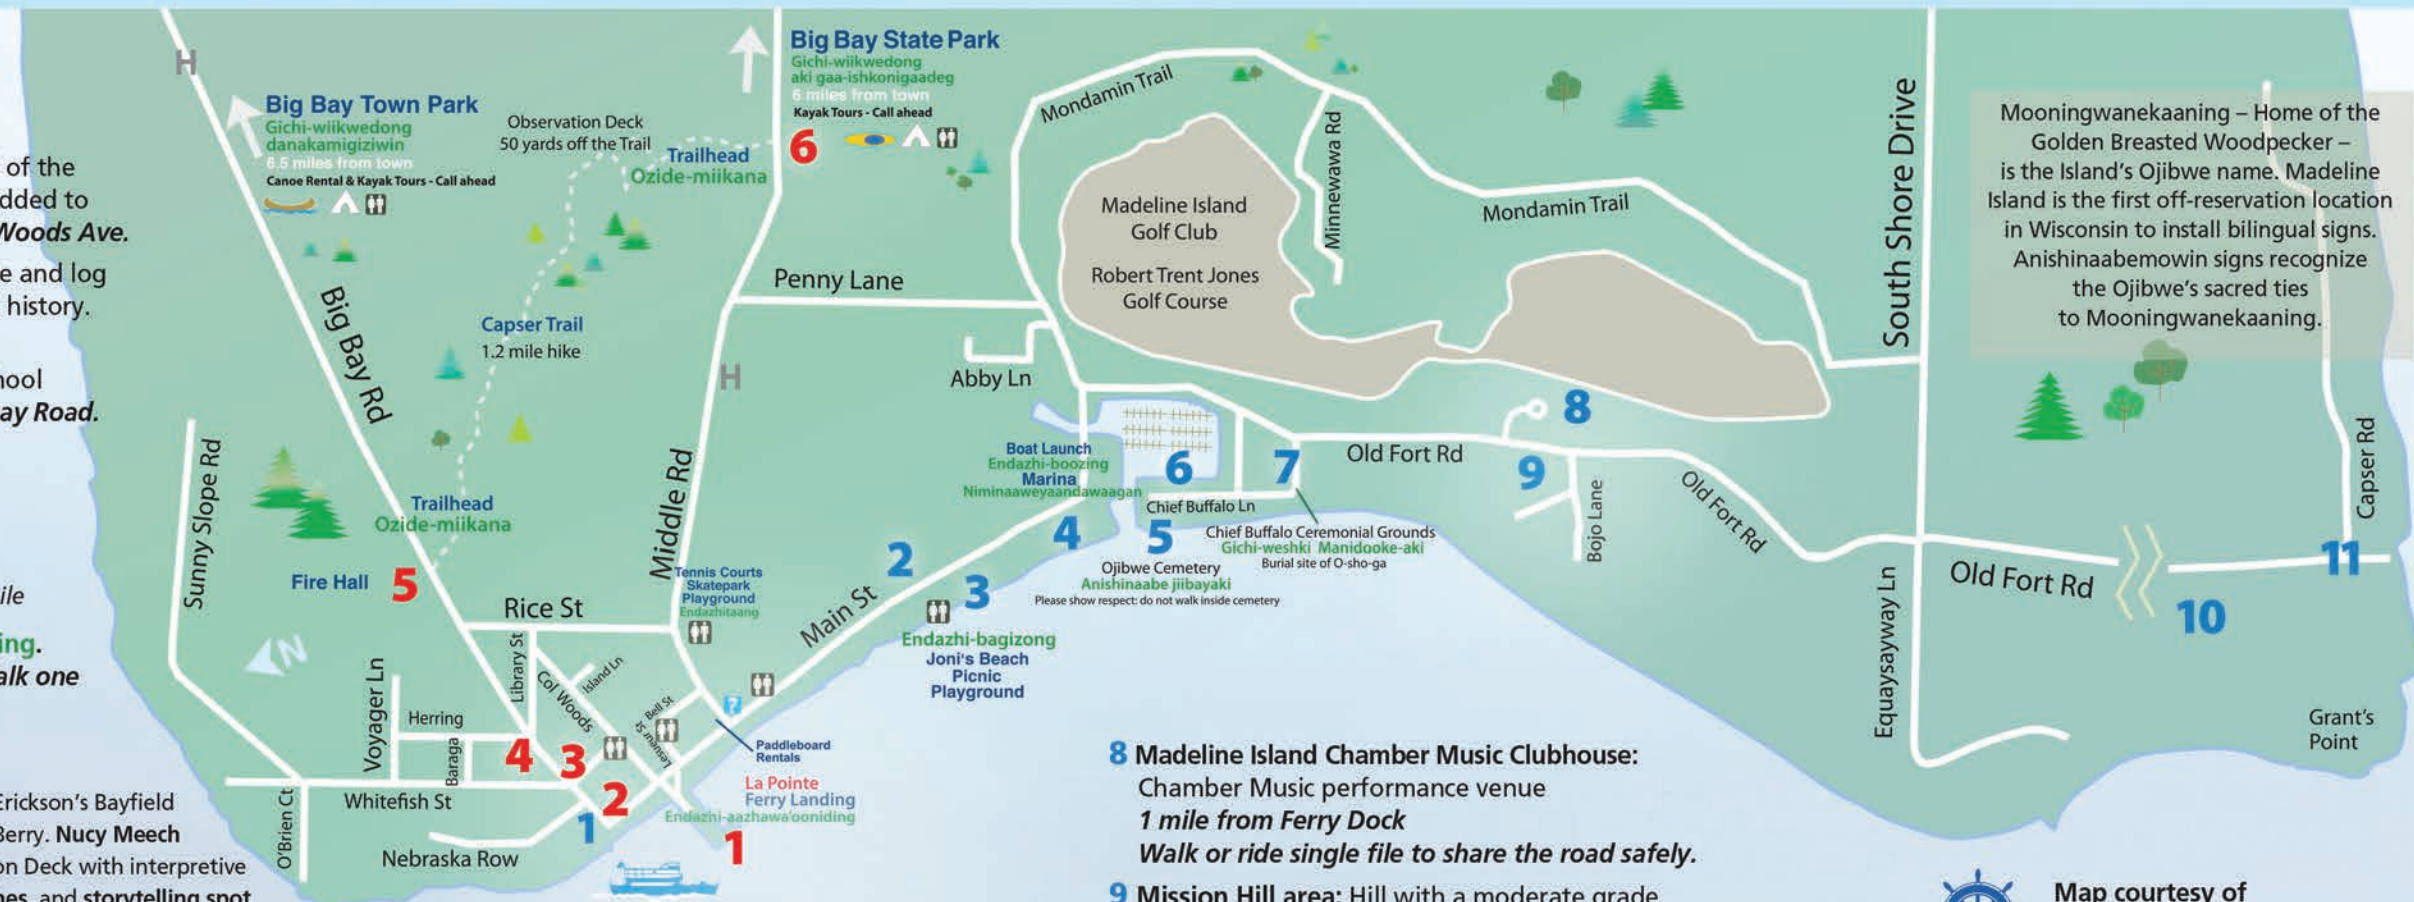 of the
dded to
Woods Ave.
e and log
history.
hool
ay Road.
ile
ing.
alk one
Erickson's Bayfield
Berry. Nucy Meech
on Deck with interpretive
nes, and storytelling spot
H
Big Bay Town Park
Gichi-wiikwedong
danakamigiziwin
6.5 miles from town
Canoe Rental & Kayak Tours - Call ahead
Observation Deck
50 yards off the Trail
Trailhead
Ozide-miikana
Big Bay State Park
Gichi-wiikwedong
aki gaa-ishkonigaadeg
6 miles from town
Kayak Tours - Call ahead
6
Mondamin Trail
Minnewawa Rd
Mondamin Trail
Madeline Island
Golf Club
Robert Trent Jones
Golf Course
South Shore Drive
Mooningwanekaaning – Home of the
Golden Breasted Woodpecker –
is the Island's Ojibwe name. Madeline
Island is the first off-reservation location
in Wisconsin to install bilingual signs.
Anishinaabemowin signs recognize
the Ojibwe's sacred ties
to Mooningwanekaaning.
Big Bay Rd
Penny Lane
Capser Trail
1.2 mile hike
H
Abby Ln
Sunny Slope Rd
Middle Rd
Trailhead
Ozide-miikana
Fire Hall
5
N
Rice St
Tennis Courts
Skatepark
Playground
Endazhitaang
Boat Launch
Endazhi-boozing
Marina
Niminaaweyaandawaagan
6
7
Old Fort Rd
8
9
Bojo Lane
Old Fort Rd
Chief Buffalo Ln
Chief Buffalo Ceremonial Grounds
Gichi-weshki Manidooke-aki
Burial site of O-sho-ga
2
4
5
Ojibwe Cemetery
Anishinaabe jiibayaki
Please show respect: do not walk inside cemetery
3
Main St
Endazhi-bagizong
Joni's Beach
Picnic
Playground
Capser Rd
Old Fort Rd
10
11
Equaysayway Ln
Grant's
Point
Library St
Col Woods
Island Ln
Bell St
Lesueur St
?
Voyager Ln
Herring
Baraga
4
3
2
1
Whitefish St
O'Brien Ct
Nebraska Row
Paddleboard
Rentals
La Pointe
Ferry Landing
Endazhi-aazhawa'ooniding
1
8 Madeline Island Chamber Music Clubhouse:
Chamber Music performance venue
1 mile from Ferry Dock
Walk or ride single file to share the road safely.
9 Mission Hill area: Hill with a moderate grade
Map courtesy of